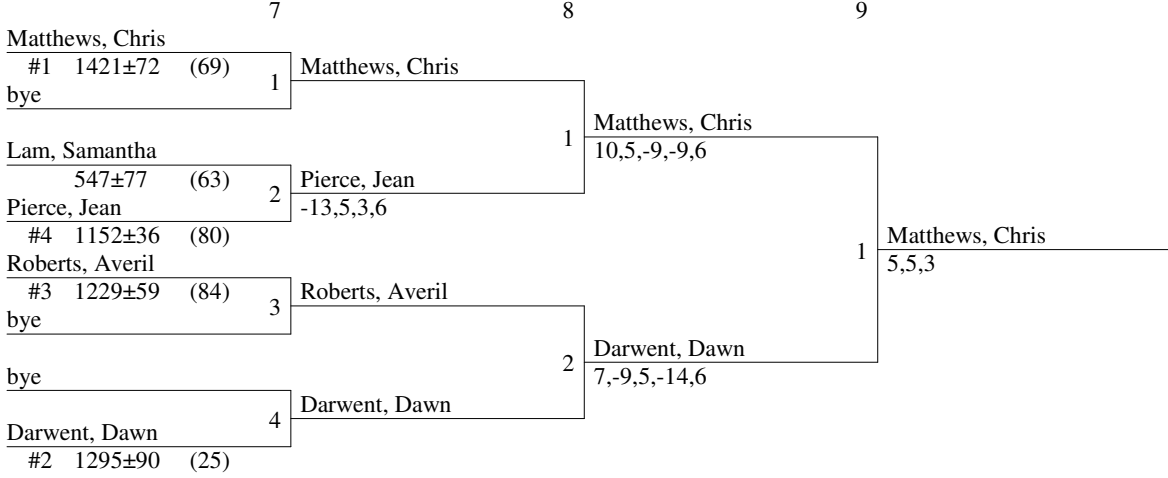 7 8 9
Matthews, Chris
#1 1421±72 (69)
bye
1
Matthews, Chris
Lam, Samantha
547±77 (63)
Pierce, Jean
#4 1152±36 (80)
2
Pierce, Jean
-13,5,3,6
1
Matthews, Chris
10,5,-9,-9,6
Roberts, Averil
#3 1229±59 (84)
bye
3
Roberts, Averil
bye
Darwent, Dawn
#2 1295±90 (25)
4
Darwent, Dawn
2
Darwent, Dawn
7,-9,5,-14,6
1
Matthews, Chris
5,5,3